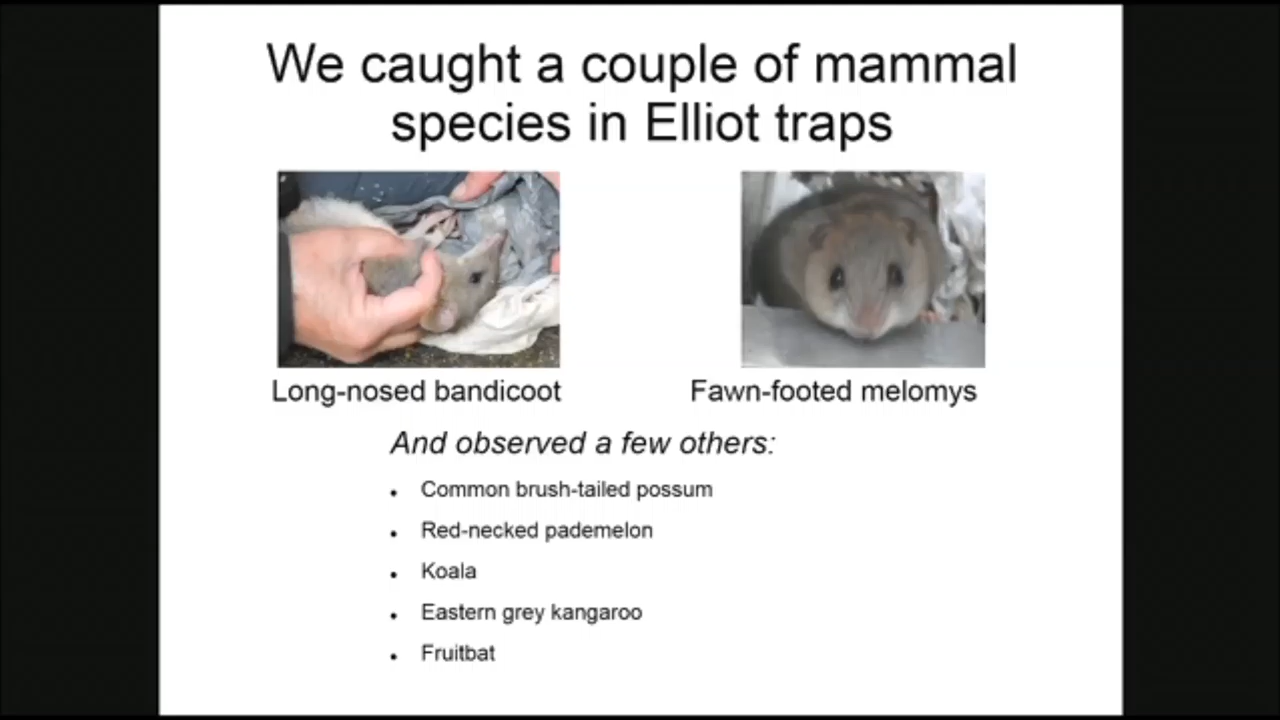 We caught a couple of mammal
species in Elliot traps
Long-nosed bandicoot
Fawn-footed melomys
And observed a few others:
• Common brush-tailed possum
• Red-necked pademelon
• Koala
• Eastern grey kangaroo
• Fruitbat